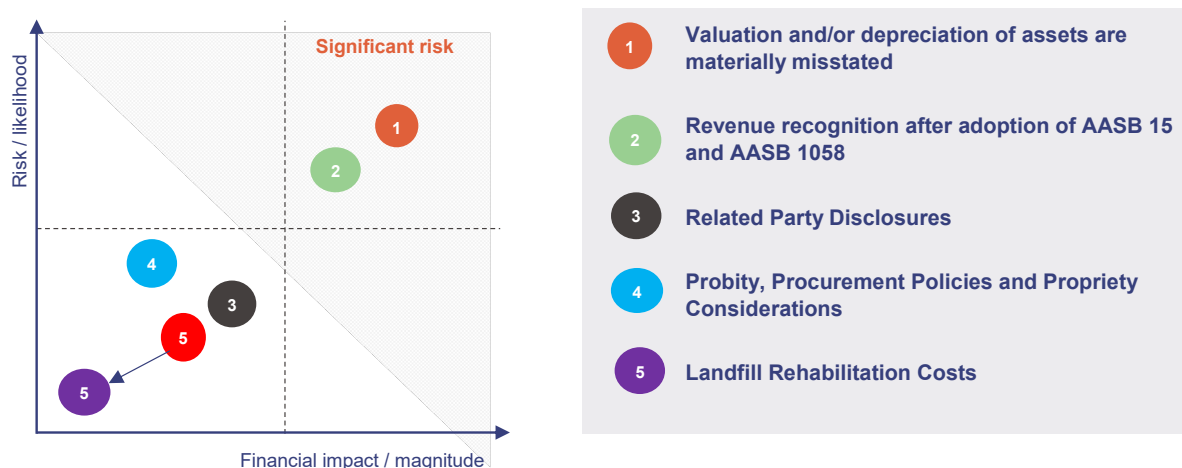 Significant risk
Risk / likelihood
1
2
4
3
5
5
Financial impact / magnitude
1
Valuation and/or depreciation of assets are
materially misstated
2
Revenue recognition after adoption of AASB 15
and AASB 1058
3
Related Party Disclosures
4
Probity, Procurement Policies and Propriety
Considerations
5
Landfill Rehabilitation Costs